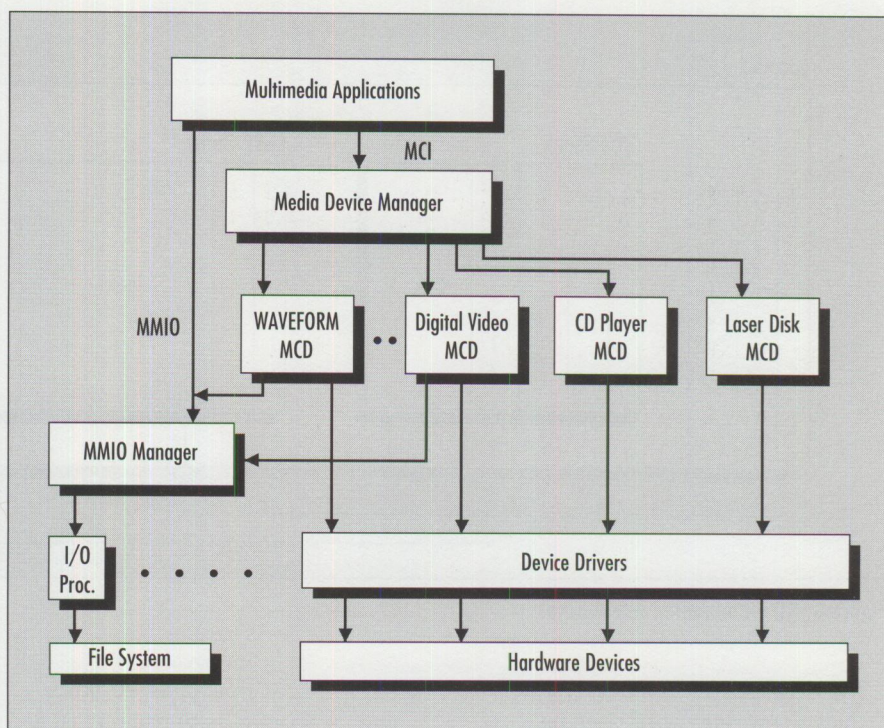 Multimedia Applications
MCI
Media Device Manager
MMIO
WAVEFORM
MCD
Digital Video
MCD
CD Player
MCD
Laser Disk
MCD
MMIO Manager
I/O
Proc.
Device Drivers
File System
Hardware Devices